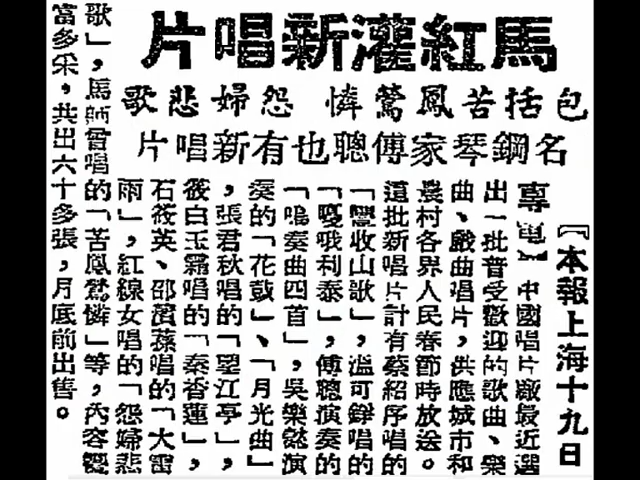 馬紅灌新唱片
包括苦鳳鶯憐 怨婦悲歌
名鋼琴家傅聰也有新唱片
【本報上海十九日
專電】中國唱片廠最近選
出一批普受歡迎的歌曲、樂
曲、戲曲唱片,供應城市和
農村各界人民春節時放送。
這批新唱片計有蔡紹序唱的
「豐收山歌」,溫可錚唱的
「嘎哦利泰」,傅聰演奏的
「鳴奏曲四首」,吳樂懿演
奏的「花鼓」、「月光曲」
,張君秋唱的「望江亭」,
筱白玉霜唱的「秦香蓮」,
石筱英、邵濱蓀唱的「大雷
雨」,紅線女唱的「怨婦悲
歌」,馬師曾唱的「苦鳳鶯憐」等,內容豐
富多采,共出六十多張,月底前出售。